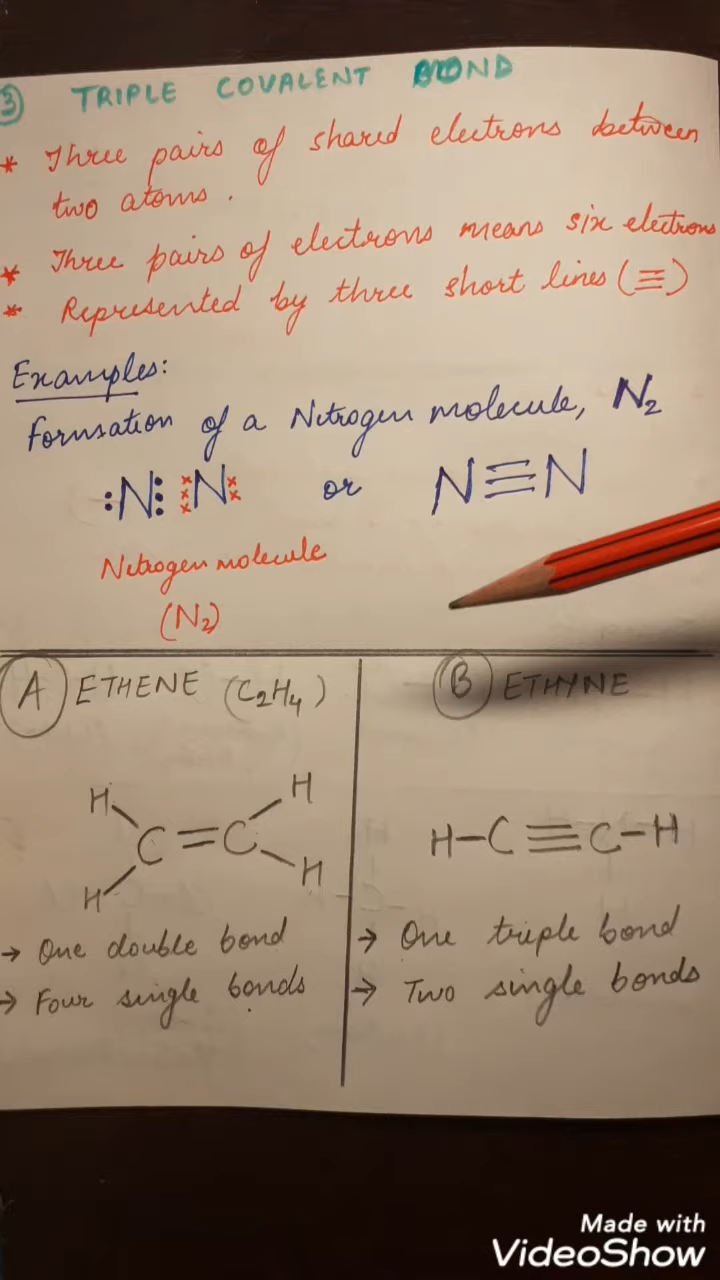 ③ TRIPLE COVALENT BOND
* Three pairs of shared electrons between
two atoms.
* Three pairs of electrons means six electrons
* Represented by three short lines (≡)
Examples:
Formation of a Nitrogen molecule, N₂
:N⋮ ×××N×× or N≡N
Nitrogen molecule
(N₂)
A ETHENE (C₂H₄)
H H
C=C
H H
→ One double bond
→ Four single bonds
B ETHYNE
H-C≡C-H
→ One triple bond
→ Two single bonds
Made with
VideoShow